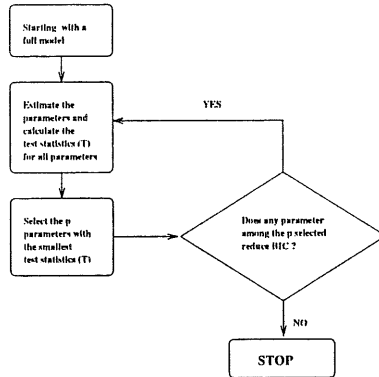 Starting with a
full model
Estimate the
parameters and
calculate the
test statistics (T)
for all parameters
YES
Select the p
parameters with
the smallest
test statistics (T)
Does any parameter
among the p selected
reduce BIC ?
NO
STOP